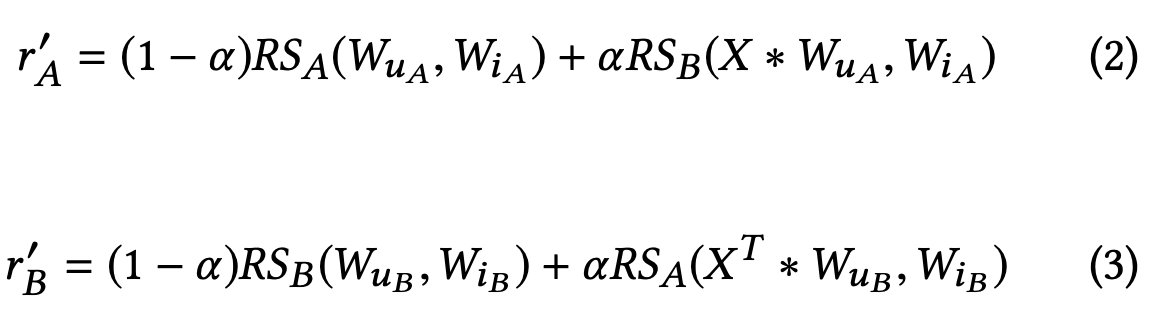 r′_A = (1 − α)RS_A(W_{u_A}, W_{i_A}) + αRS_B(X * W_{u_A}, W_{i_A}) (2)
r′_B = (1 − α)RS_B(W_{u_B}, W_{i_B}) + αRS_A(X^T * W_{u_B}, W_{i_B}) (3)